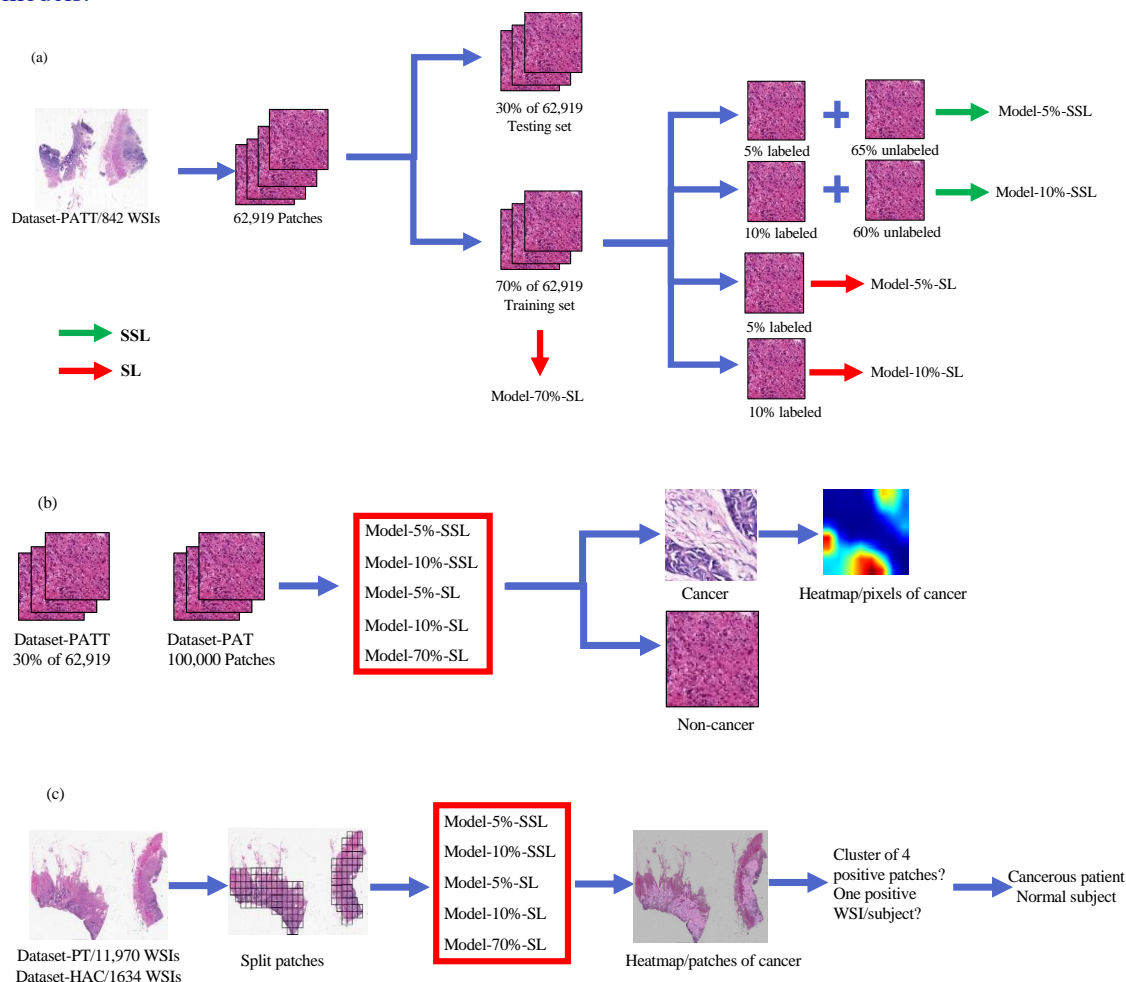 (a)
30% of 62,919
Testing set
Dataset-PATT/842 WSIs
62,919 Patches
5% labeled
65% unlabeled
Model-5%-SSL
10% labeled
60% unlabeled
Model-10%-SSL
70% of 62,919
Training set
5% labeled
Model-5%-SL
10% labeled
Model-10%-SL
SSL
SL
Model-70%-SL
(b)
Dataset-PATT
30% of 62,919
Dataset-PAT
100,000 Patches
Model-5%-SSL
Model-10%-SSL
Model-5%-SL
Model-10%-SL
Model-70%-SL
Cancer
Heatmap/pixels of cancer
Non-cancer
(c)
Dataset-PT/11,970 WSIs
Dataset-HAC/1634 WSIs
Split patches
Model-5%-SSL
Model-10%-SSL
Model-5%-SL
Model-10%-SL
Model-70%-SL
Heatmap/patches of cancer
Cluster of 4
positive patches?
One positive
WSI/subject?
Cancerous patient
Normal subject